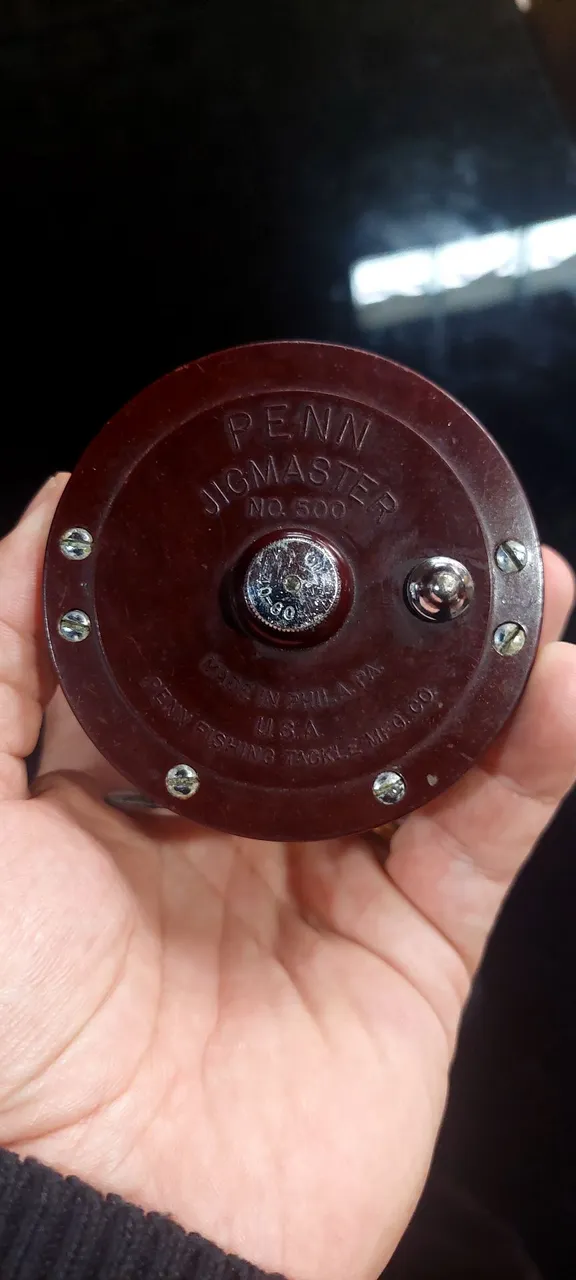 PENN
JIGMASTER
NO. 500
MADE IN PHILA. PA.
U.S.A.
PENN FISHING TACKLE MFG. CO.